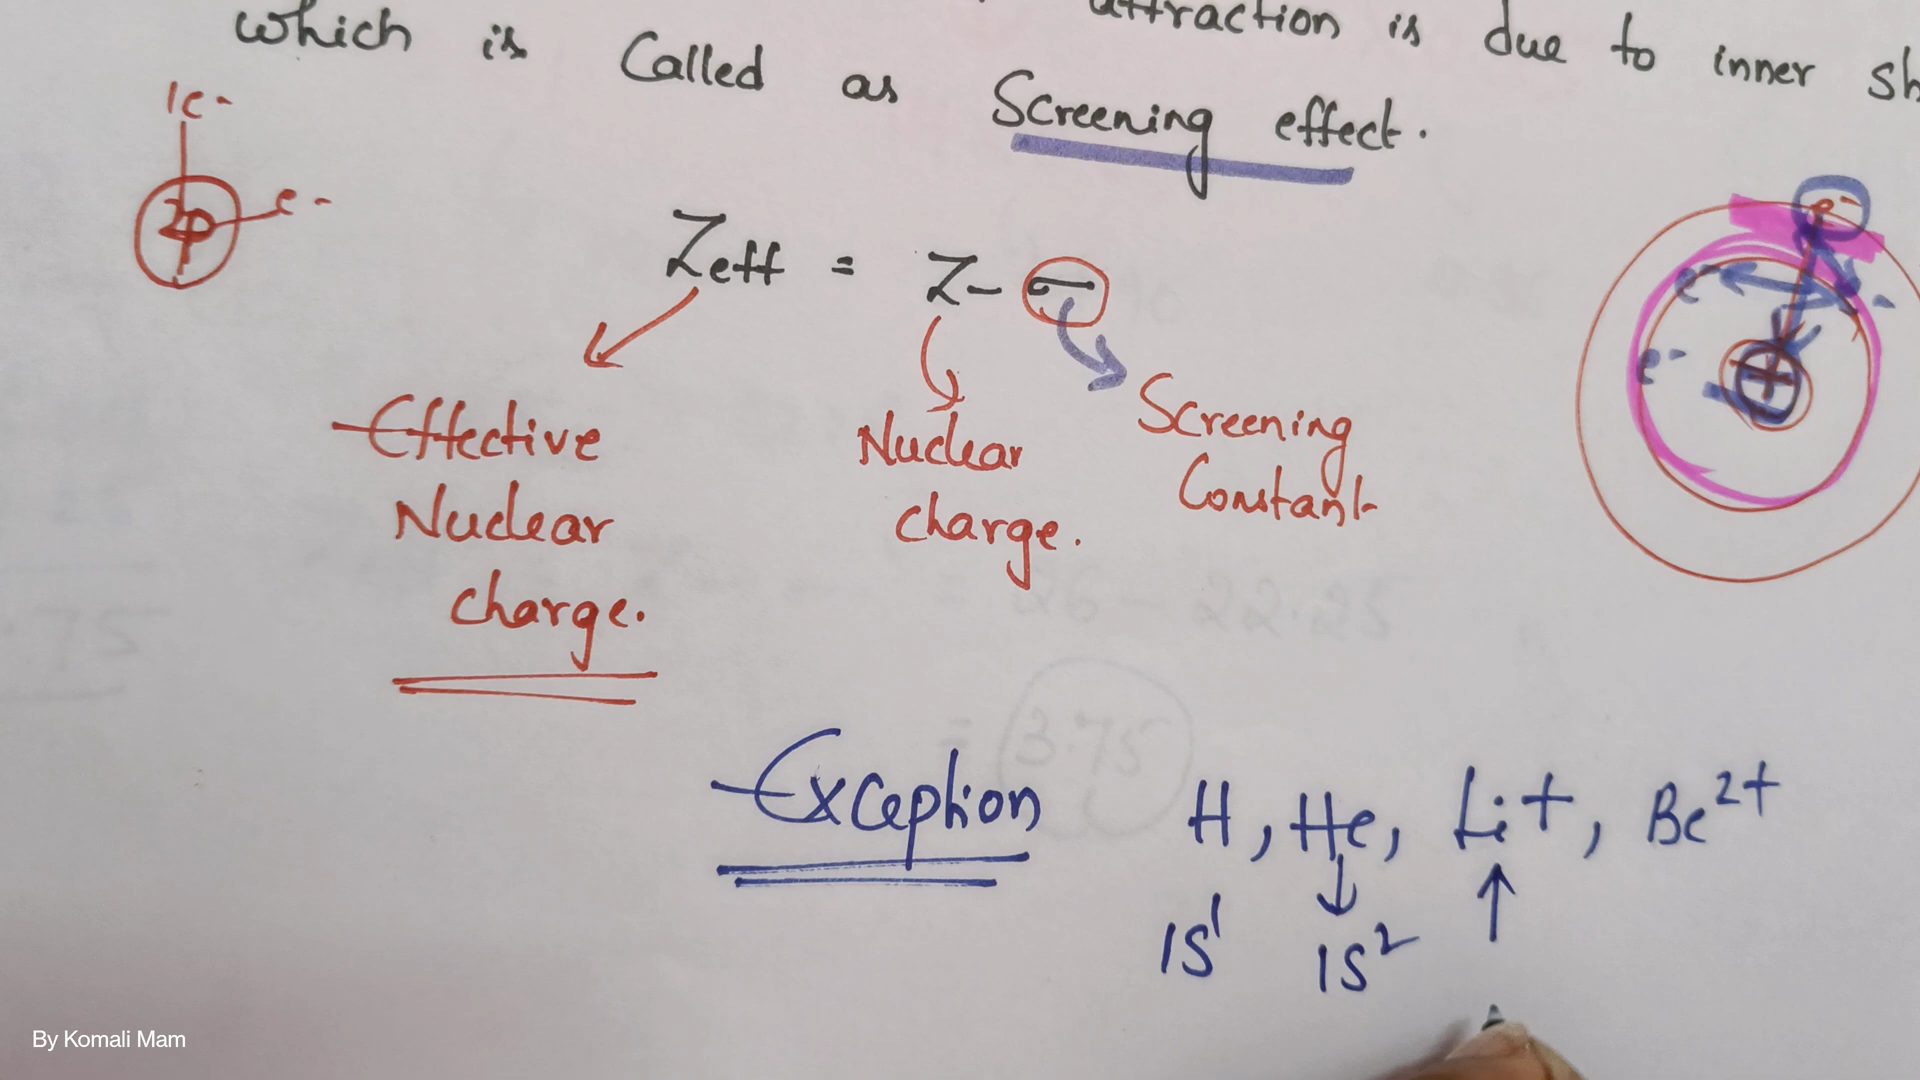 attraction is due to inner
which is Called as Screening effect.
1e-
e-
2p
Zeff = Z - σ
Effective
Nuclear
charge.
Nuclear
charge.
Screening
Constant
e-
e-
e-
+
Exception H, He, Li+, Be2+
1S1 1S2
By Komali Mam